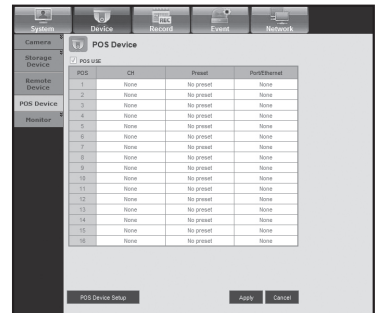 System Device Record Event Network
REC
Camera
Storage Device
Remote Device
POS Device
Monitor
POS Device
POS USE
POS CH Preset Port/Ethernet
1 None No preset None
2 None No preset None
3 None No preset None
4 None No preset None
5 None No preset None
6 None No preset None
7 None No preset None
8 None No preset None
9 None No preset None
10 None No preset None
11 None No preset None
12 None No preset None
13 None No preset None
14 None No preset None
15 None No preset None
16 None No preset None
POS Device Setup Apply Cancel